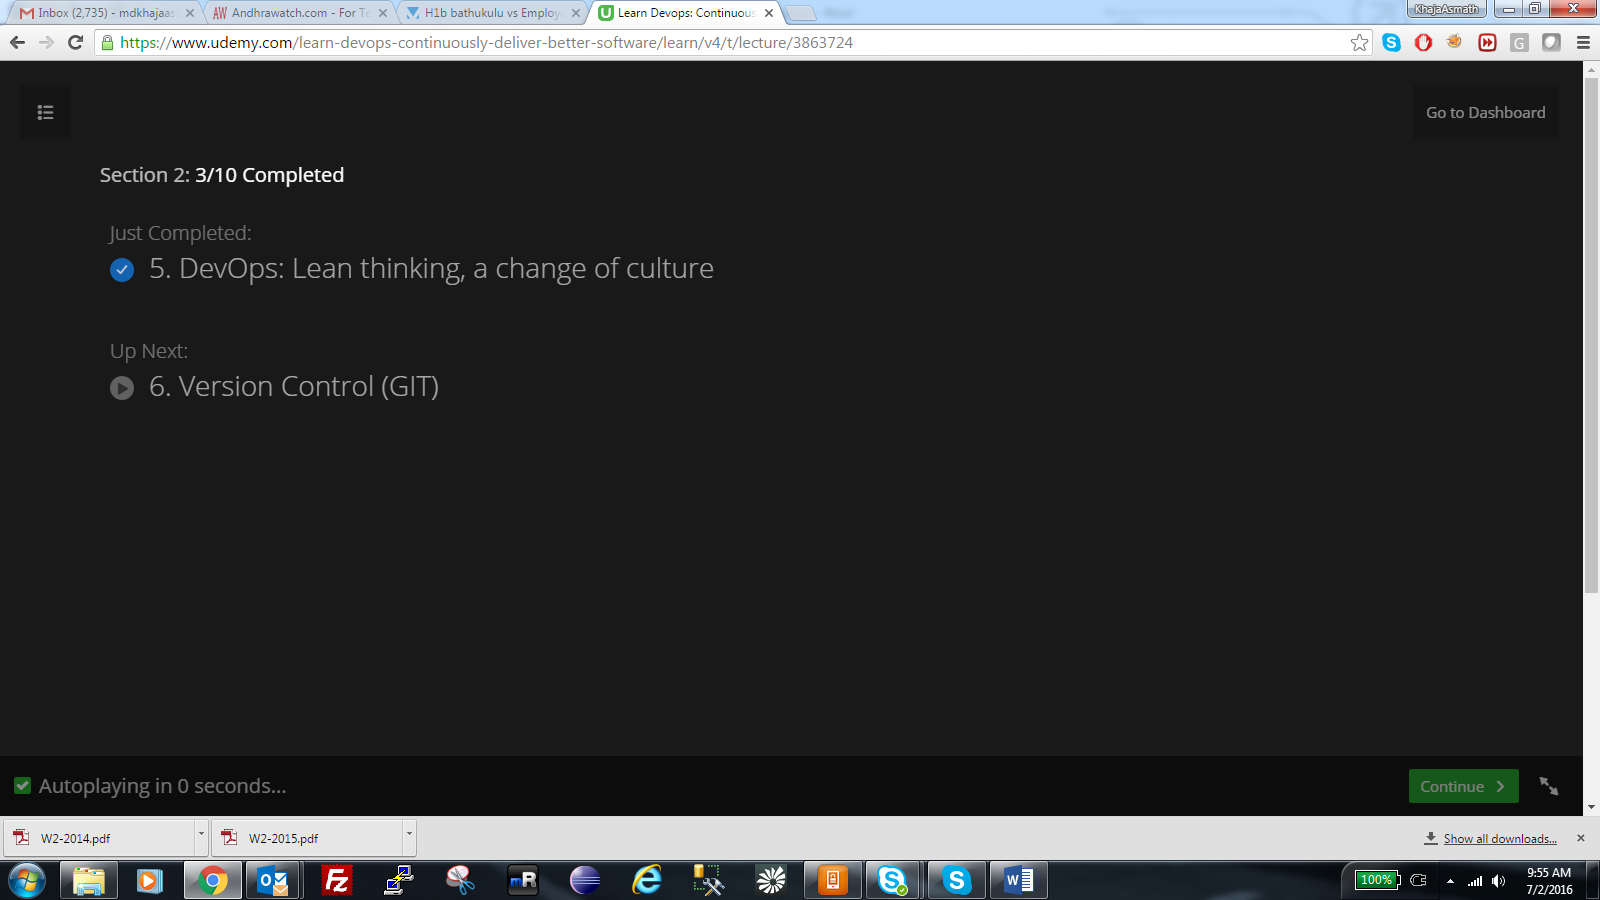 Inbox (2,735) - mdkhajaas
Andhrawatch.com - For Te
H1b bathukulu vs Employ
Learn Devops: Continuous
KhajaAsmath
https://www.udemy.com/learn-devops-continuously-deliver-better-software/learn/v4/t/lecture/3863724
Go to Dashboard
Section 2: 3/10 Completed
Just Completed:
5. DevOps: Lean thinking, a change of culture
Up Next:
6. Version Control (GIT)
Autoplaying in 0 seconds...
Continue
W2-2014.pdf
W2-2015.pdf
Show all downloads...
100%
9:55 AM
7/2/2016